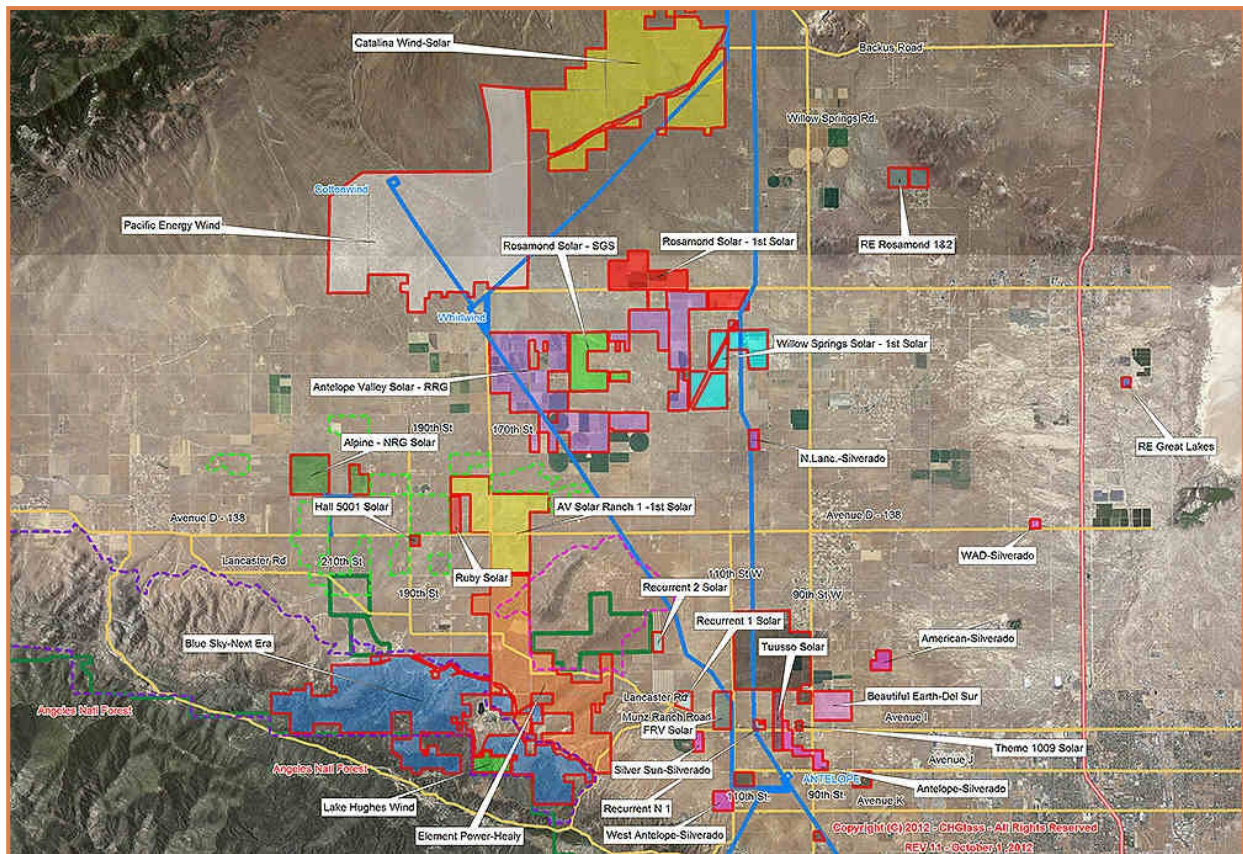 Catalina Wind-Solar
Backus Road
Willow Springs Rd.
Cottonwind
Pacific Energy Wind
Rosamond Solar - SGS
Rosamond Solar - 1st Solar
RE Rosamond 1&2
Whirlwind
Willow Springs Solar - 1st Solar
Antelope Valley Solar - RRG
190th St
170th St
Alpine - NRG Solar
N.Lanc.-Silverado
RE Great Lakes
Hall 5001 Solar
AV Solar Ranch 1 -1st Solar
Avenue D - 138
Avenue D - 138
WAD-Silverado
Lancaster Rd
210th St
Ruby Solar
110th St W
190th St
Recurrent 2 Solar
90th St W
Recurrent 1 Solar
American-Silverado
Blue Sky-Next Era
Tuusso Solar
Lancaster Rd
Beautiful Earth-Del Sur
Angeles Natl Forest
Munz Ranch Road
Avenue I
FRV Solar
Theme 1009 Solar
Avenue J
Angeles Natl Forest
Silver Sun-Silverado
ANTELOPE
Antelope-Silverado
Lake Hughes Wind
Recurrent N 1
110th St.
90th St.
Avenue K
Element Power-Healy
West Antelope-Silverado
Copyright (C) 2012 - CHGlass - All Rights Reserved
REV 11 - October 1, 2012